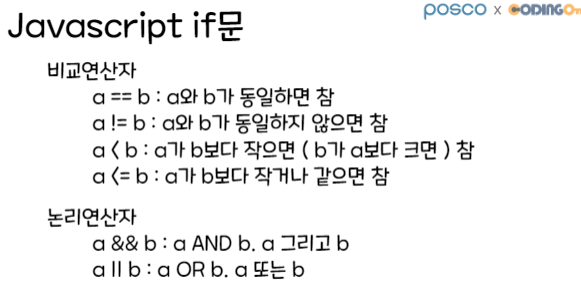 posco x CODINGOn
Javascript if문
비교연산자
a == b : a와 b가 동일하면 참
a != b : a와 b가 동일하지 않으면 참
a < b : a가 b보다 작으면 ( b가 a보다 크면 ) 참
a <= b : a가 b보다 작거나 같으면 참
논리연산자
a && b : a AND b. a 그리고 b
a || b : a OR b. a 또는 b